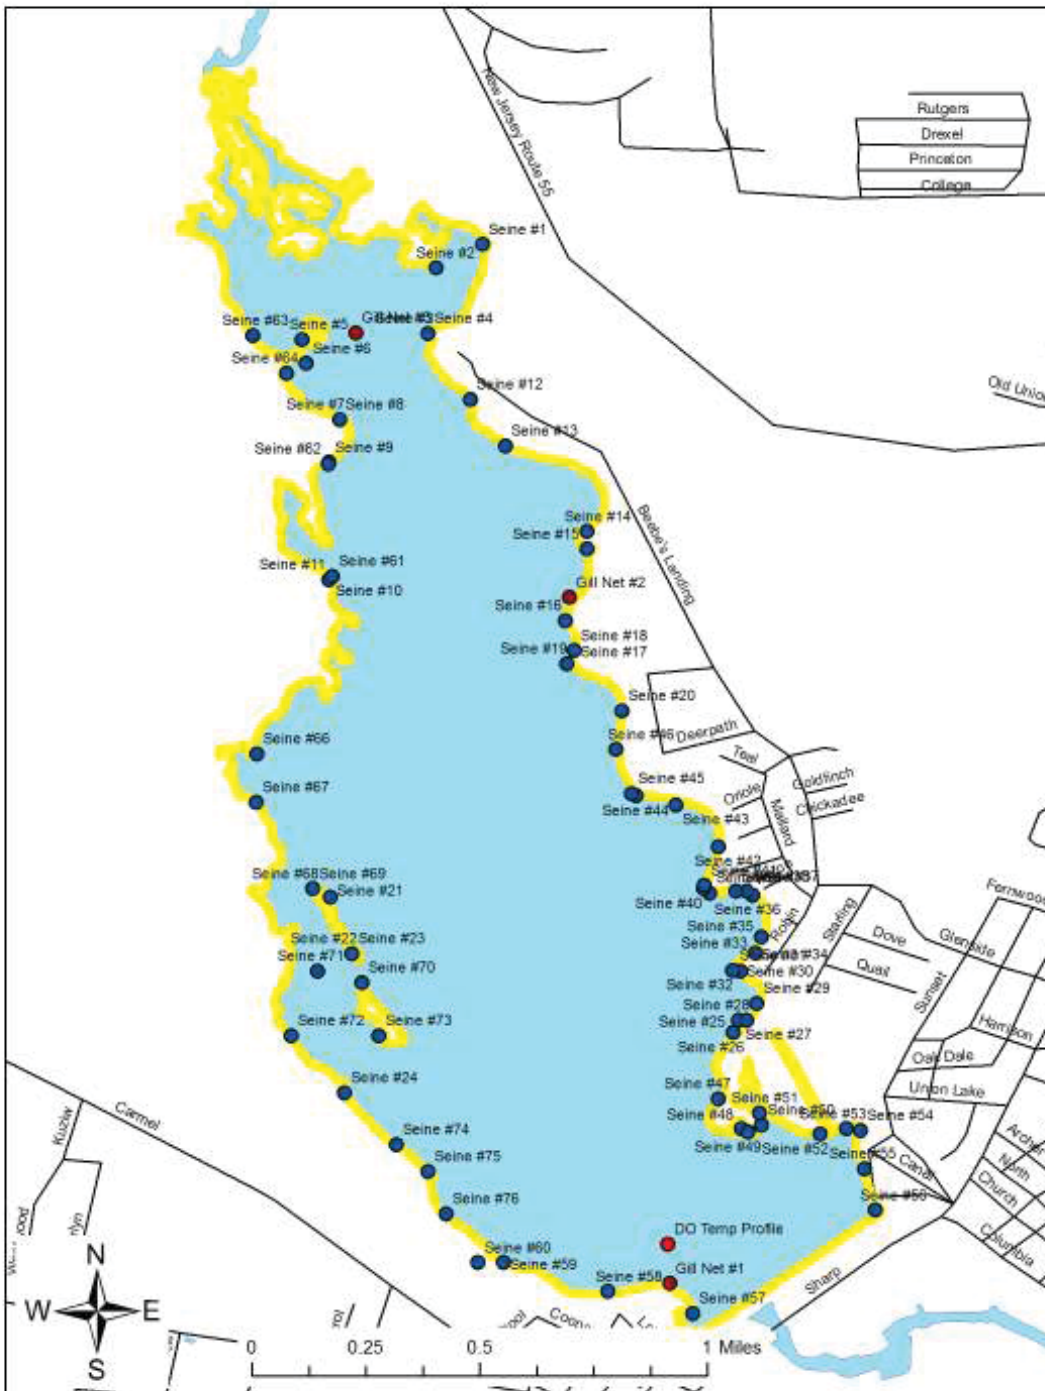 Rutgers
Drexel
Princeton
College
New Jersey Route 55
Seine #1
Seine #2
Seine #63
Seine #5
Seine #4
Seine #6
Seine #64
Seine #12
Old Union
Seine #7
Seine #8
Seine #13
Seine #62
Seine #9
Seine #14
Seine #15
Beebe's Landing
Seine #11
Seine #61
Seine #10
Gill Net #2
Seine #16
Seine #18
Seine #19
Seine #17
Seine #20
Deerpath
Seine #46
Seine #66
Teal
Goldfinch
Seine #67
Seine #45
Oriole
Chickadee
Seine #44
Mallard
Seine #43
Seine #42
Seine #68
Seine #69
Seine #21
Seine #40
Seine #36
Fernwood
Robin
Starling
Seine #35
Seine #33
Dove
Glenside
Seine #22
Seine #23
Seine #71
Seine #70
Seine #30
Quail
Seine #32
Seine #29
Sunset
Seine #28
Seine #25
Seine #27
Harrison
Seine #72
Seine #73
Seine #26
Oak Dale
Union Lake
Seine #24
Seine #47
Seine #51
Seine #50
Seine #48
Seine #53
Seine #54
Seine #49
Seine #52
Carmel
Kuziw
Seine #74
Seine #55
Canal
Archer
North
Church
Seine #75
Seine #76
Seine #56
Columbia
DO Temp Profile
Seine #60
Seine #59
Gill Net #1
Seine #58
Sharp
Seine #57
N
W
E
S
0
0.25
0.5
1 Miles